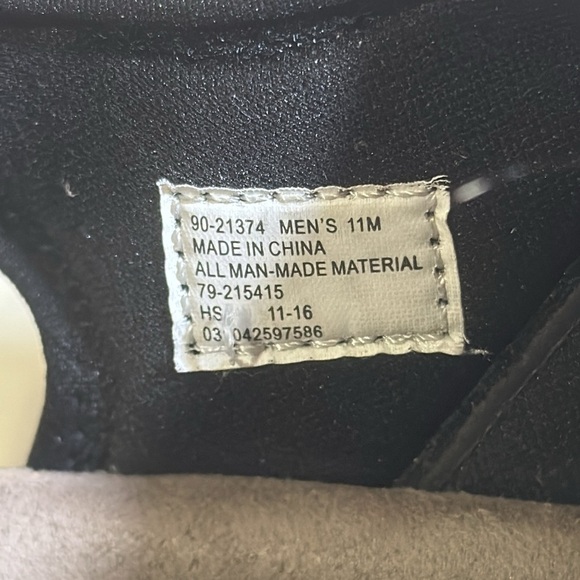 90-21374 MEN'S 11M
MADE IN CHINA
ALL MAN-MADE MATERIAL
79-215415
HS 11-16
03 042597586